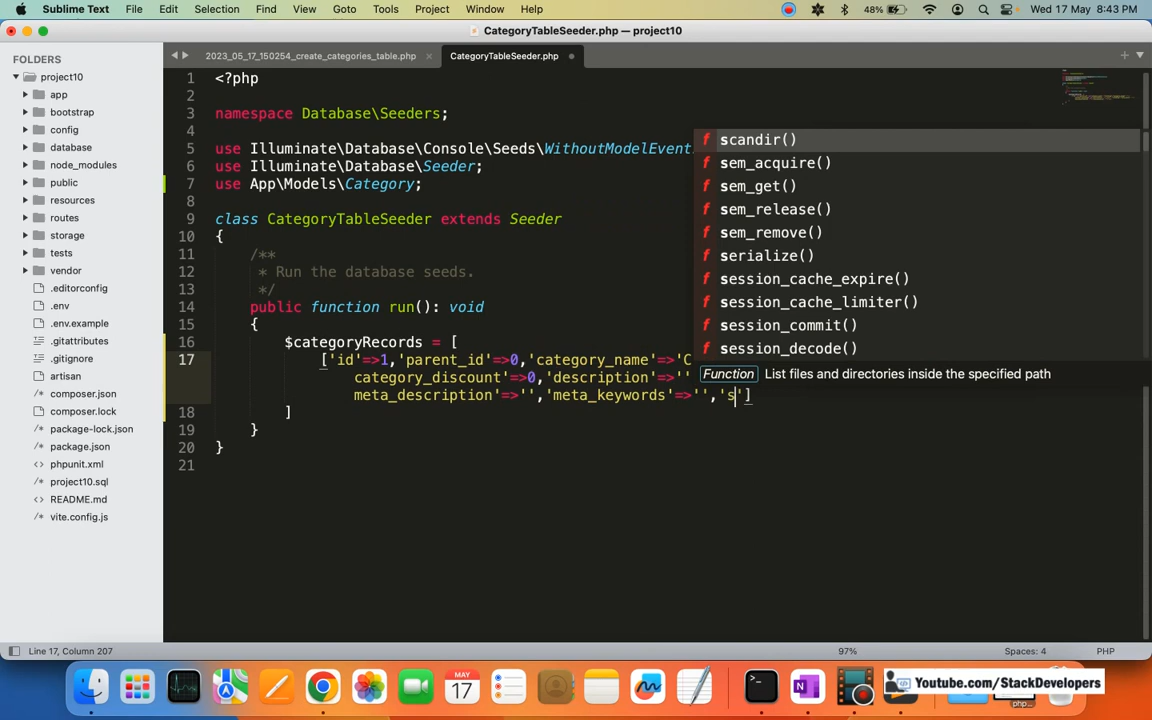 Sublime Text File Edit Selection Find View Goto Tools Project Window Help 48% Wed 17 May 8:43 PM
CategoryTableSeeder.php — project10
FOLDERS
project10
app
bootstrap
config
database
node_modules
public
resources
routes
storage
tests
vendor
.editorconfig
.env
.env.example
.gitattributes
.gitignore
artisan
composer.json
composer.lock
package-lock.json
package.json
phpunit.xml
project10.sql
README.md
vite.config.js
2023_05_17_150254_create_categories_table.php
CategoryTableSeeder.php
1 <?php
2
3 namespace Database\Seeders;
4
5 use Illuminate\Database\Console\Seeds\WithoutModelEvent
6 use Illuminate\Database\Seeder;
7 use App\Models\Category;
8
9 class CategoryTableSeeder extends Seeder
10 {
11 /**
12 * Run the database seeds.
13 */
14 public function run(): void
15 {
16 $categoryRecords = [
17 ['id'=>1,'parent_id'=>0,'category_name'=>'C
category_discount'=>0,'description'=>''
meta_description'=>'','meta_keywords'=>'','s']
18 ]
19 }
20 }
21
scandir()
sem_acquire()
sem_get()
sem_release()
sem_remove()
serialize()
session_cache_expire()
session_cache_limiter()
session_commit()
session_decode()
Function List files and directories inside the specified path
Line 17, Column 207 97% Spaces: 4 PHP
MAY
17
php...
Youtube.com/StackDevelopers